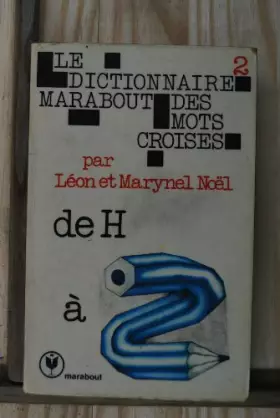 LE 2
DICTIONNAIRE
MARABOUT DES
MOTS
CROISES
par
Léon et Marynel Noël
de H
à Z
marabout